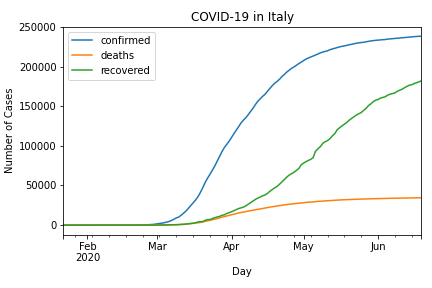 COVID-19 in Italy
confirmed
deaths
recovered
Number of Cases
250000
200000
150000
100000
50000
0
Feb
2020
Mar
Apr
May
Jun
Day